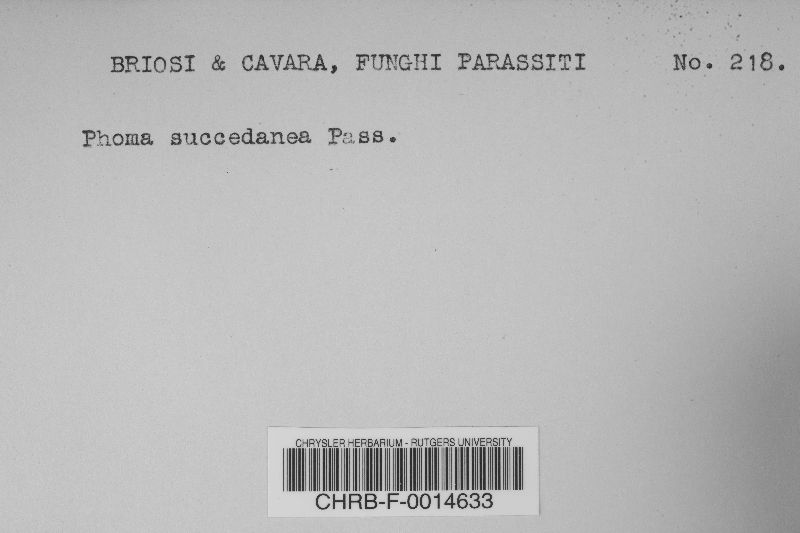 BRIOSI & CAVARA, FUNGHI PARASSITI No. 218.
Phoma succedanea Pass.
CHRYSLER HERBARIUM - RUTGERS UNIVERSITY
CHRB-F-0014633